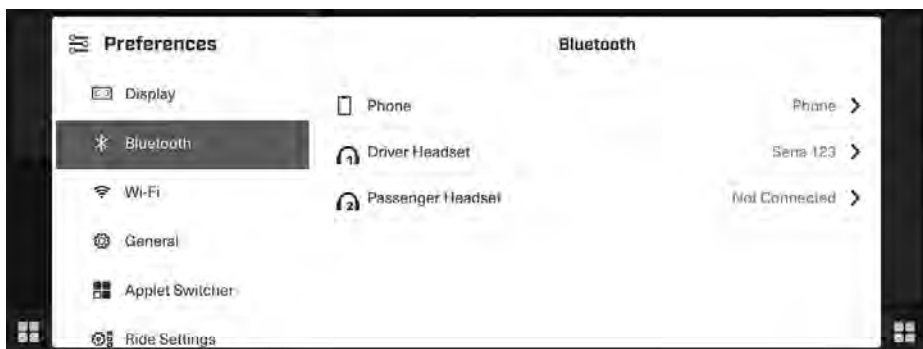 Preferences
Bluetooth
Display
Phone Phone
Bluetooth
Driver Headset Sena 123
Wi-Fi
Passenger Headset Not Connected
General
Applet Switcher
Ride Settings